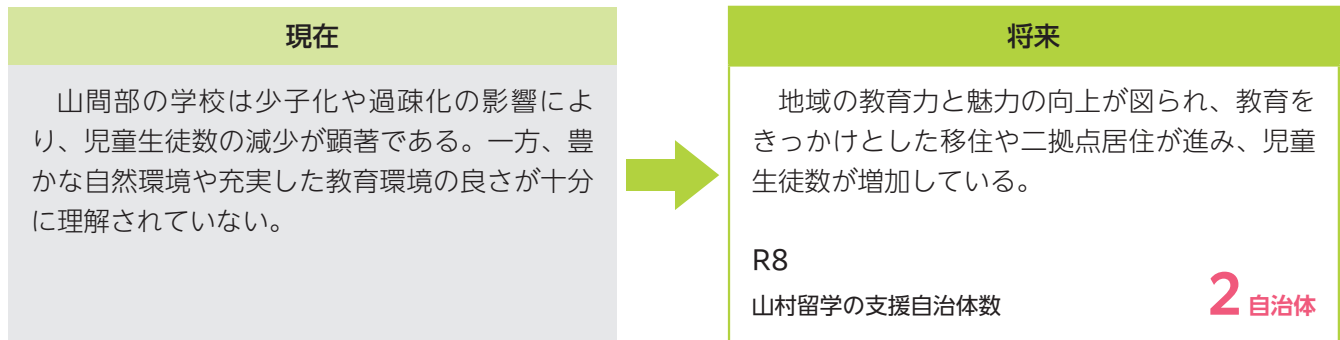 現在
山間部の学校は少子化や過疎化の影響によ
り、児童生徒数の減少が顕著である。一方、豊
かな自然環境や充実した教育環境の良さが十分
に理解されていない。
将来
地域の教育力と魅力の向上が図られ、教育を
きっかけとした移住や二拠点居住が進み、児童
生徒数が増加している。
R8
山村留学の支援自治体数 2 自治体